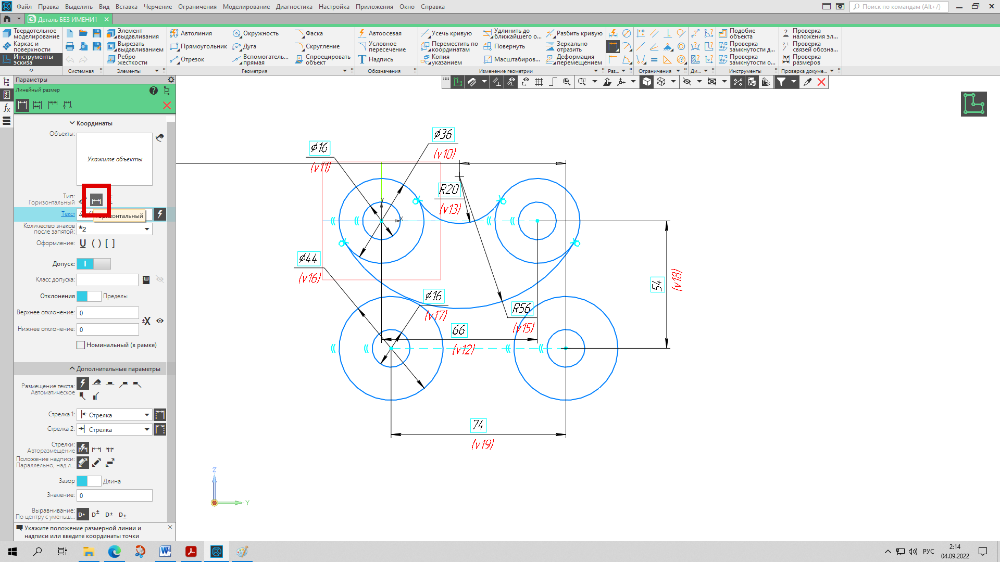 Файл Правка Выделить Вид Вставка Черчение Ограничения Моделирование Диагностика Настройка Приложения Окно Справка
Поиск по командам (Alt+/)
Деталь БЕЗ ИМЕНИ1
Твердотельное моделирование
Каркас и поверхности
Инструменты эскиза
Системная
Элемент выдавливания
Вырезать выдавливанием
Ребро жесткости
Элементы
Автолиния
Прямоугольник
Отрезок
Окружность
Дуга
Вспомогатель... прямая
Фаска
Скругление
Спроецировать объект
Геометрия
Автоосевая
Условное пересечение
Надпись
Обозначения
Усечь кривую
Переместить по координатам
Копия указанием
Удлинить до ближайшего о...
Повернуть
Масштабиров...
Разбить кривую
Зеркально отразить
Деформация перемещением
Изменение геометрии
Раз...
Ограничения
Ди...
Подобие объекта
Проверка замкнутости д...
Проверка замкнутости о...
Инструменты
Проверка наложения эл...
Проверка связей обозна...
Проверка размеров
Проверка докуме...
Параметры
Линейный размер
Координаты
Объекты:
Укажите объекты
Тип:
Горизонтальный
Текст
Количество знаков после запятой:
*2
Оформление:
U ( ) [ ]
Допуск:
I
Класс допуска:
Отклонения
Пределы
Верхнее отклонение:
0
±X
Нижнее отклонение:
0
Номинальный (в рамке)
Дополнительные параметры
Размещение текста:
Автоматическое
Стрелка 1:
Стрелка
Стрелка 2:
Стрелка
Стрелки:
Авторазмещение
Положение надписи:
Параллельно, над л...
Зазор
Длина
Значение:
0
Выравнивание:
По центру с уменьш...
D± D± D± D±
Укажите положение размерной линии и
надписи или введите координаты точки
ϕ36
(v10)
ϕ16
(v11)
R20
(v13)
Y
X
ϕ44
(v16)
54
(v18)
ϕ16
(v17)
R56
(v15)
66
(v12)
74
(v19)
Z
Y
РУС
2:14
04.09.2022